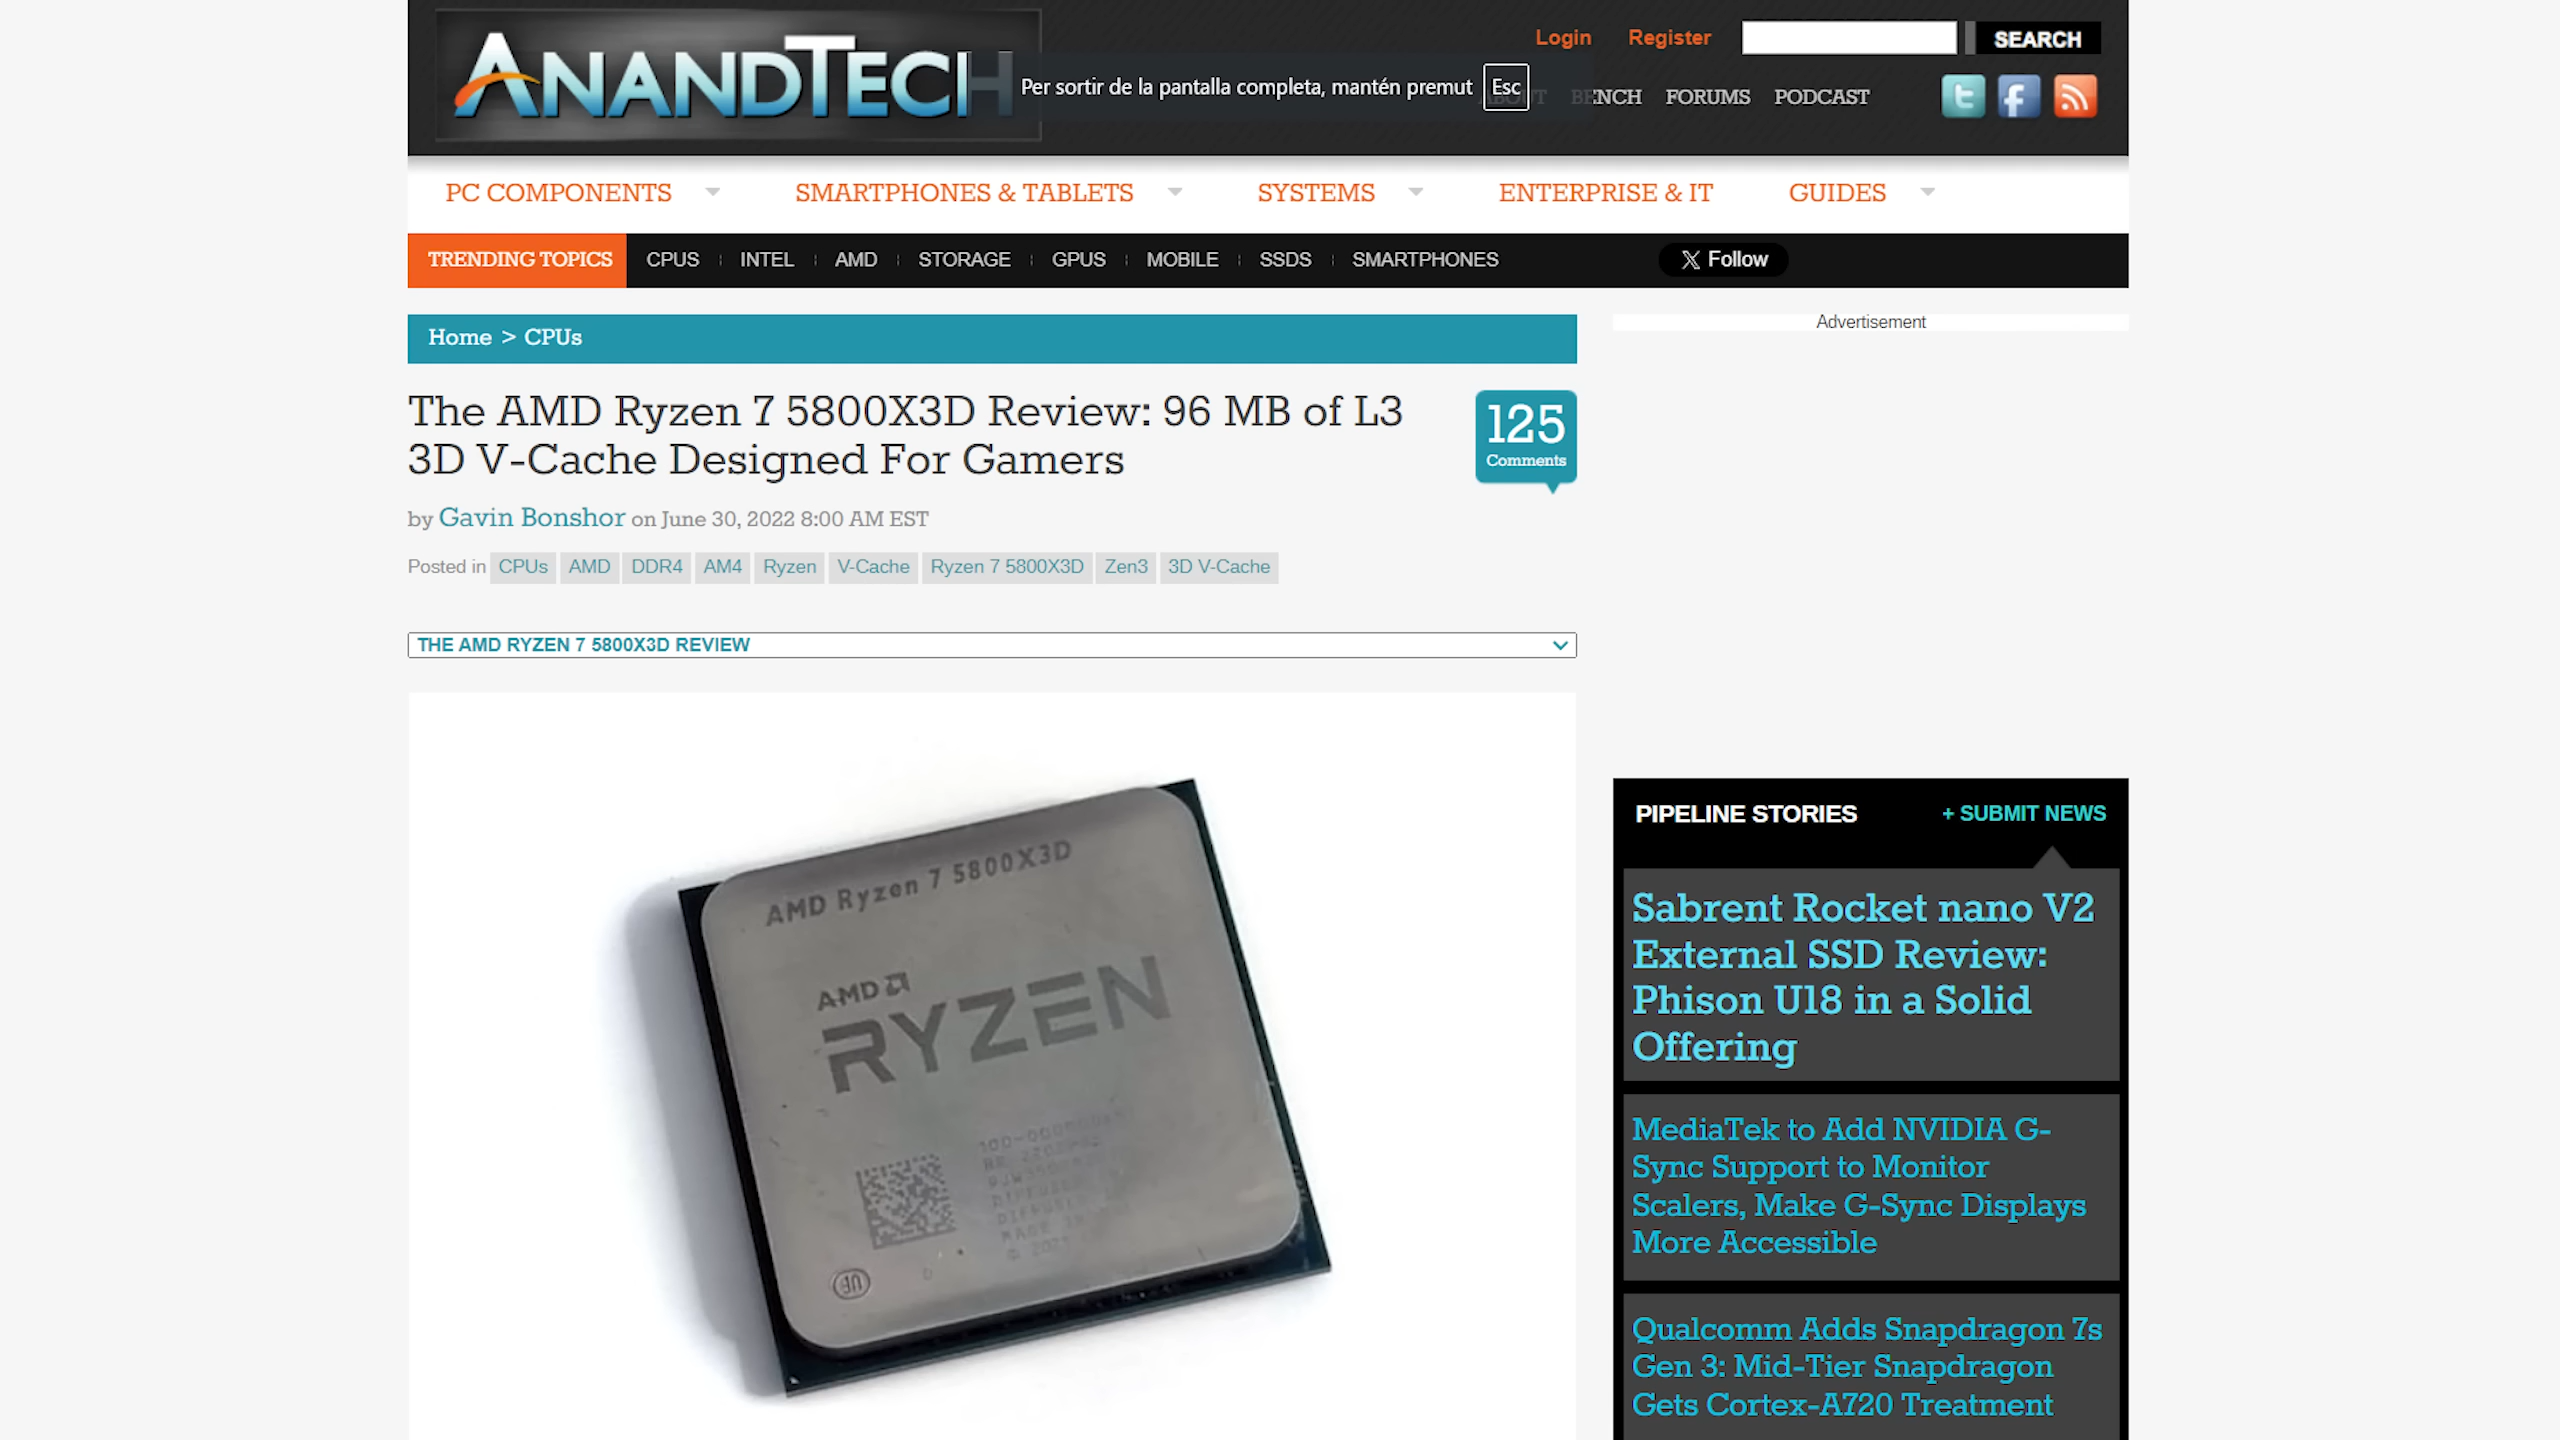 ANANDTECH
Login Register SEARCH
Per sortir de la pantalla completa, mantén premut Esc
ABOUT BENCH FORUMS PODCAST
PC COMPONENTS SMARTPHONES & TABLETS SYSTEMS ENTERPRISE & IT GUIDES
TRENDING TOPICS CPUS INTEL AMD STORAGE GPUS MOBILE SSDS SMARTPHONES X Follow
Home > CPUs
Advertisement
The AMD Ryzen 7 5800X3D Review: 96 MB of L3
3D V-Cache Designed For Gamers
125
Comments
by Gavin Bonshor on June 30, 2022 8:00 AM EST
Posted in CPUs AMD DDR4 AM4 Ryzen V-Cache Ryzen 7 5800X3D Zen3 3D V-Cache
THE AMD RYZEN 7 5800X3D REVIEW
AMD Ryzen 7 5800X3D
AMD
RYZEN
PIPELINE STORIES + SUBMIT NEWS
Sabrent Rocket nano V2
External SSD Review:
Phison U18 in a Solid
Offering
MediaTek to Add NVIDIA G-
Sync Support to Monitor
Scalers, Make G-Sync Displays
More Accessible
Qualcomm Adds Snapdragon 7s
Gen 3: Mid-Tier Snapdragon
Gets Cortex-A720 Treatment